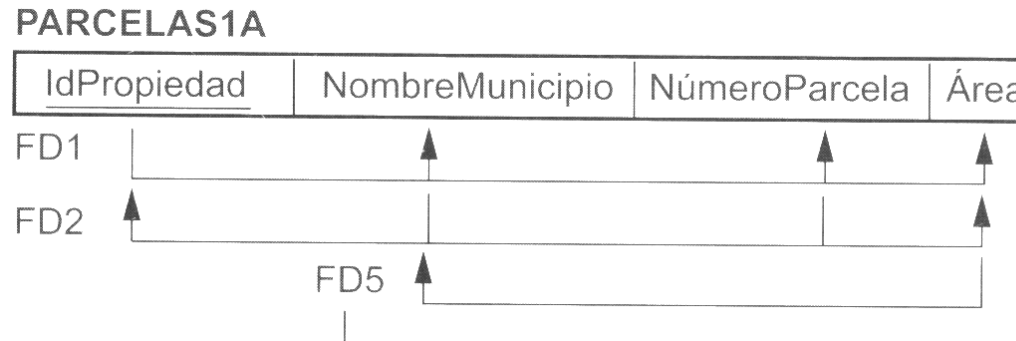 PARCELAS1A
IdPropiedad NombreMunicipio NúmeroParcela Área
FD1
FD2
FD5